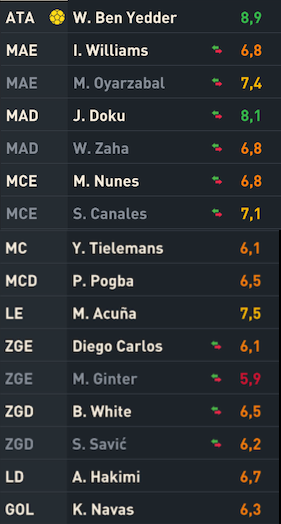 ATA W. Ben Yedder 8,9
MAE I. Williams 6,8
MAE M. Oyarzabal 7,4
MAD J. Doku 8,1
MAD W. Zaha 6,8
MCE M. Nunes 6,8
MCE S. Canales 7,1
MC Y. Tielemans 6,1
MCD P. Pogba 6,5
LE M. Acuña 7,5
ZGE Diego Carlos 6,1
ZGE M. Ginter 5,9
ZGD B. White 6,5
ZGD S. Savić 6,2
LD A. Hakimi 6,7
GOL K. Navas 6,3